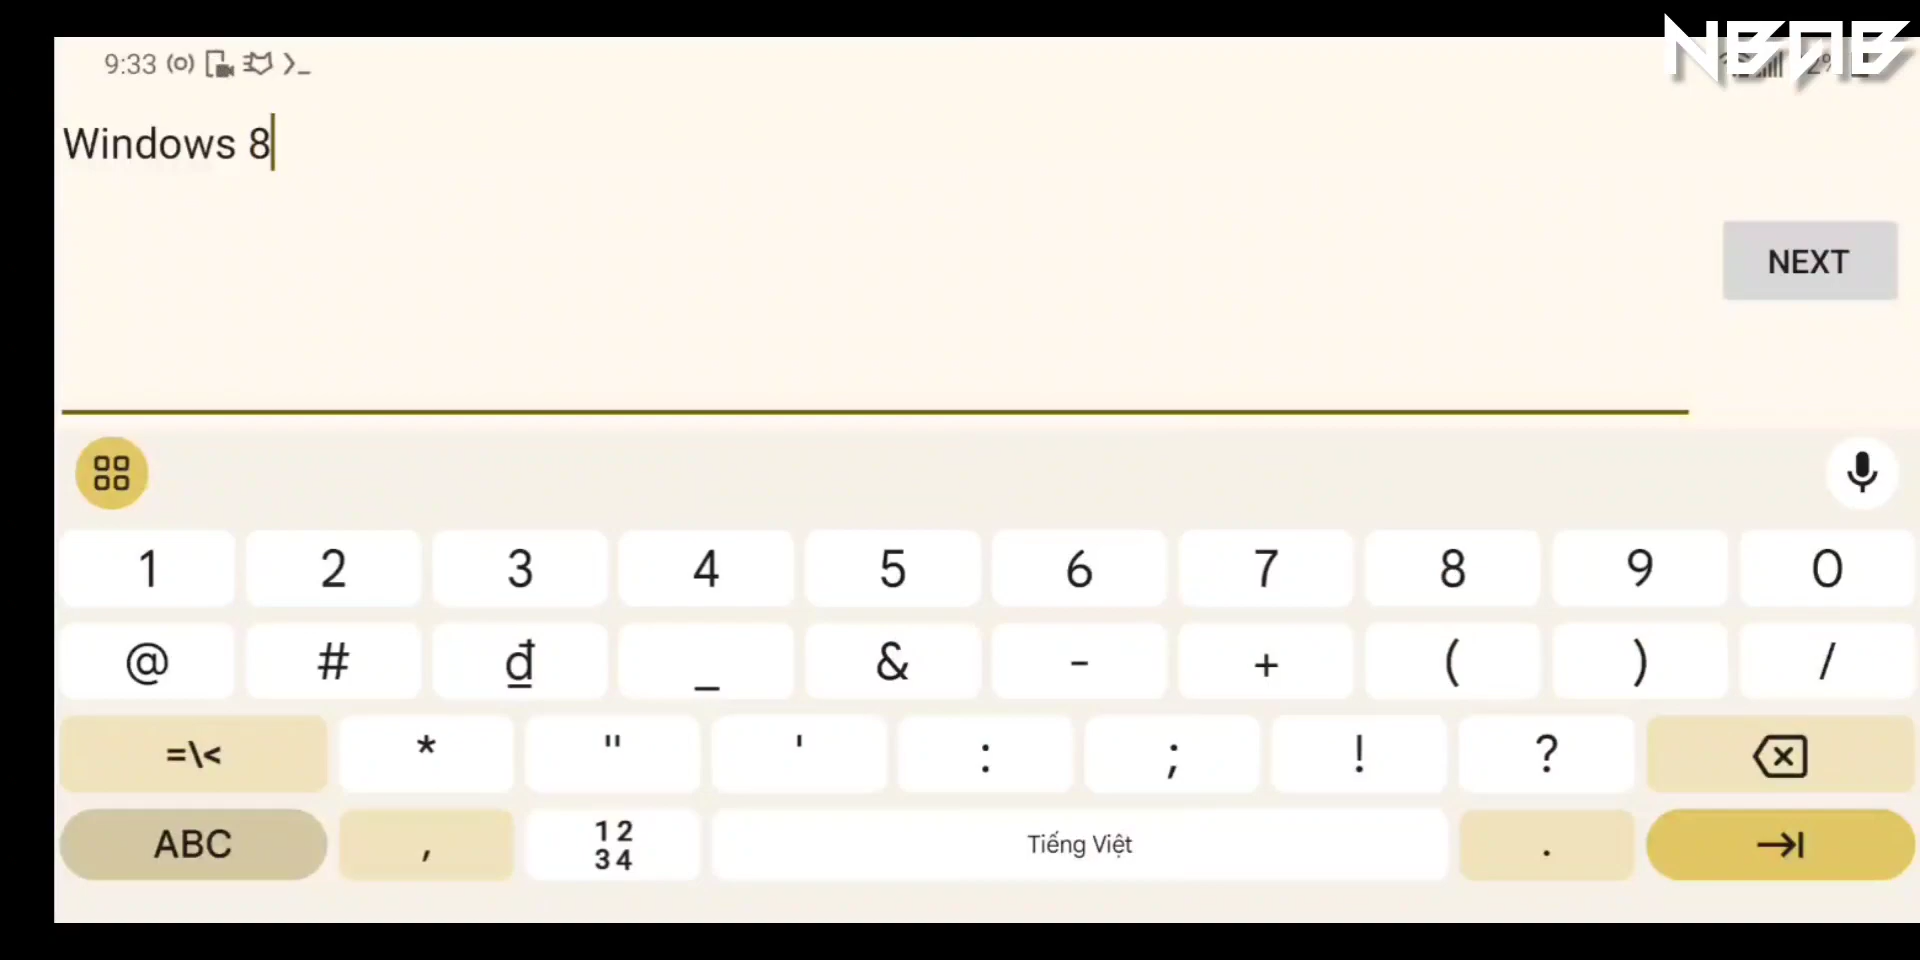 9:33
NBAB
Windows 8
NEXT
1 2 3 4 5 6 7 8 9 0
@ # ₫ _ & - + ( ) /
=\< * " ' : ; ! ?
ABC , 12 Tiếng Việt .
34